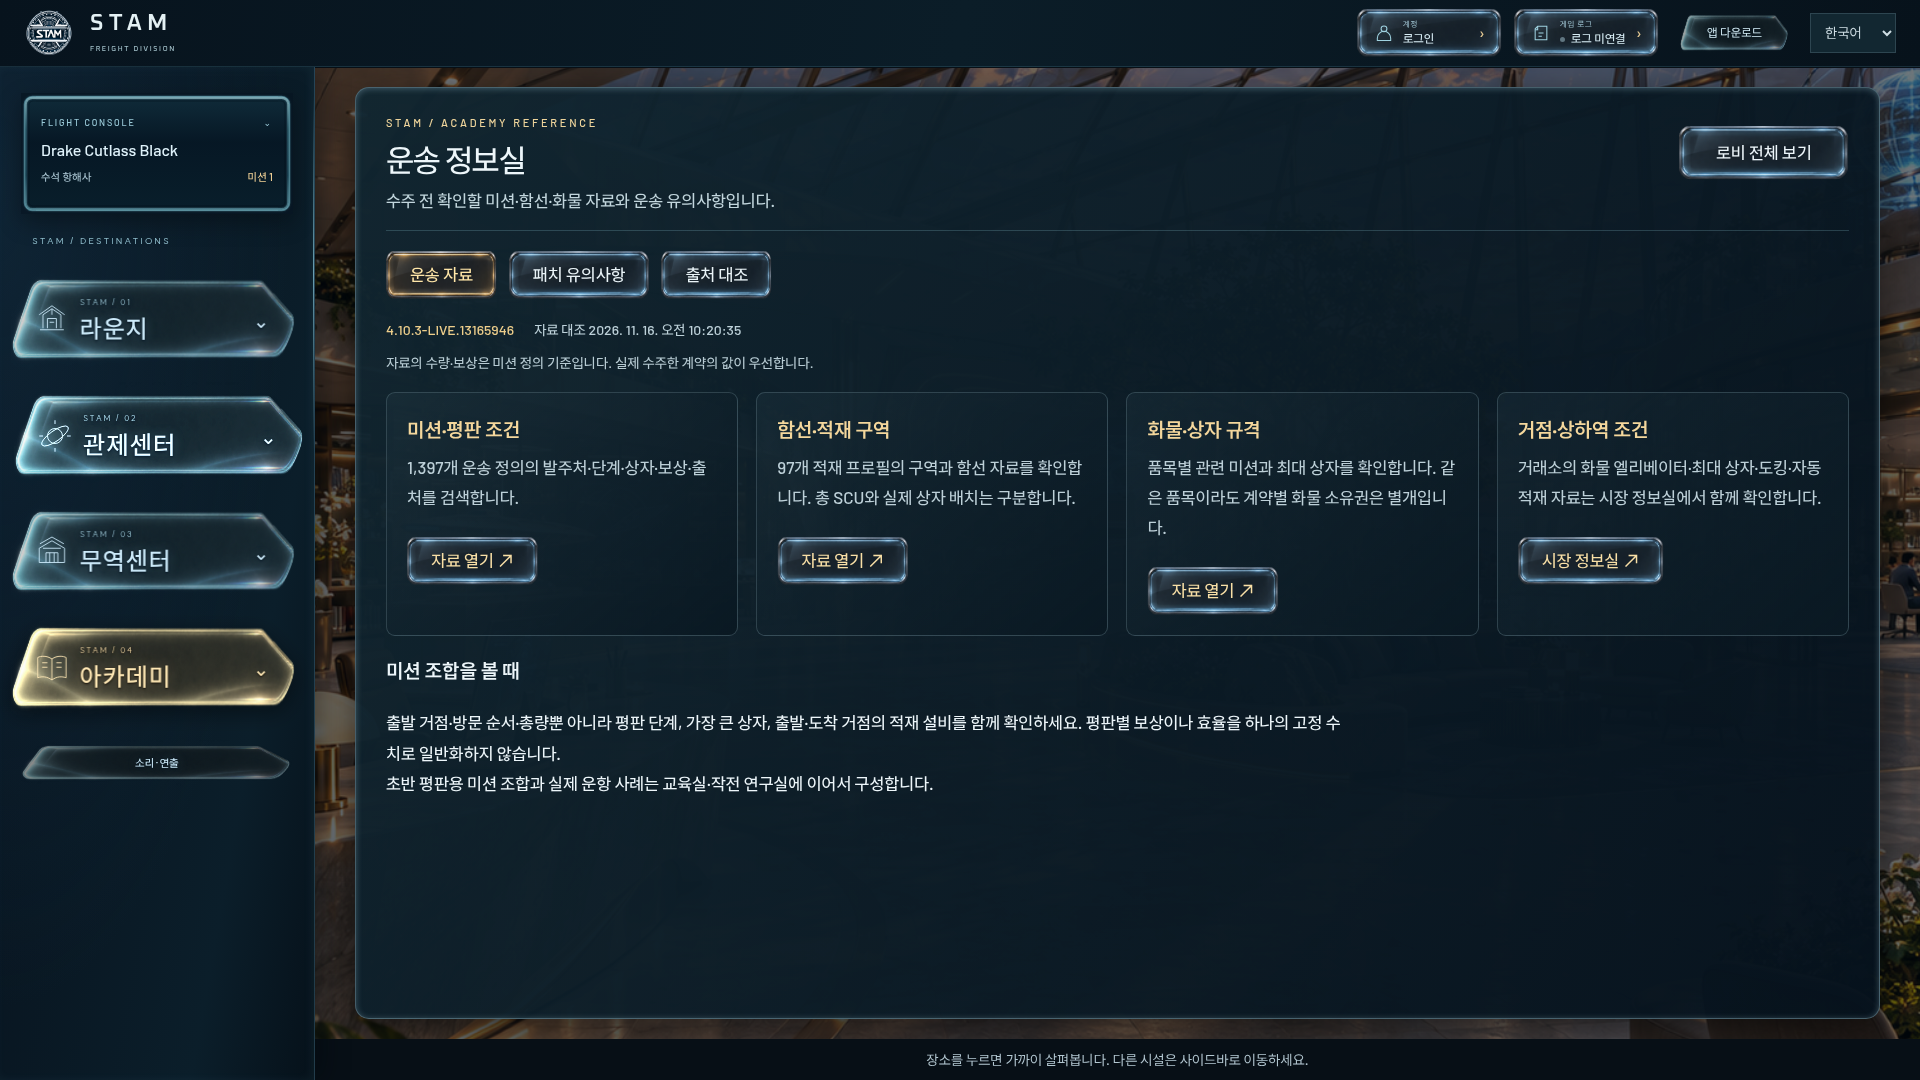 STAM
FREIGHT DIVISION
계정
로그인
게임 로그
로그 미연결
앱 다운로드
한국어
FLIGHT CONSOLE
Drake Cutlass Black
수석 항해사
미션 1
STAM / DESTINATIONS
STAM / 01
라운지
STAM / 02
관제센터
STAM / 03
무역센터
STAM / 04
아카데미
소리·연출
STAM / ACADEMY REFERENCE
운송 정보실
수주 전 확인할 미션·함선·화물 자료와 운송 유의사항입니다.
로비 전체 보기
운송 자료
패치 유의사항
출처 대조
4.10.3-LIVE.13165946
자료 대조 2026. 11. 16. 오전 10:20:35
자료의 수량·보상은 미션 정의 기준입니다. 실제 수주한 계약의 값이 우선합니다.
미션·평판 조건
1,397개 운송 정의의 발주처·단계·상자·보상·출
처를 검색합니다.
자료 열기 ↗
함선·적재 구역
97개 적재 프로필의 구역과 함선 자료를 확인합
니다. 총 SCU와 실제 상자 배치는 구분합니다.
자료 열기 ↗
화물·상자 규격
품목별 관련 미션과 최대 상자를 확인합니다. 같
은 품목이라도 계약별 화물 소유권은 별개입니
다.
자료 열기 ↗
거점·상하역 조건
거래소의 화물 엘리베이터·최대 상자·도킹·자동
적재 자료는 시장 정보실에서 함께 확인합니다.
시장 정보실 ↗
미션 조합을 볼 때
출발 거점·방문 순서·총량뿐 아니라 평판 단계, 가장 큰 상자, 출발·도착 거점의 적재 설비를 함께 확인하세요. 평판별 보상이나 효율을 하나의 고정 수
치로 일반화하지 않습니다.
초반 평판용 미션 조합과 실제 운항 사례는 교육실·작전 연구실에 이어서 구성합니다.
장소를 누르면 가까이 살펴봅니다. 다른 시설은 사이드바로 이동하세요.